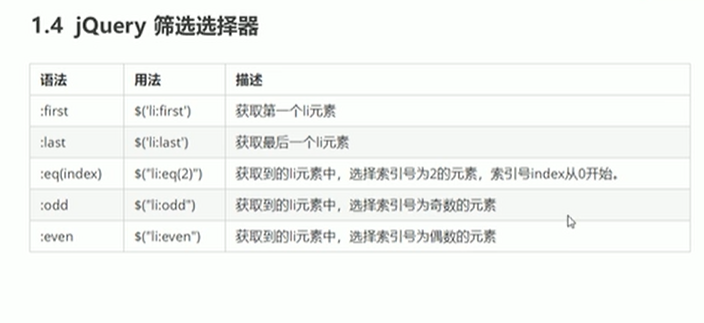 1.4 jQuery 筛选选择器
语法 用法 描述
:first $('li:first') 获取第一个li元素
:last $('li:last') 获取最后一个li元素
:eq(index) $("li:eq(2)") 获取到的li元素中，选择索引号为2的元素，索引号index从0开始。
:odd $("li:odd") 获取到的li元素中，选择索引号为奇数的元素
:even $("li:even") 获取到的li元素中，选择索引号为偶数的元素